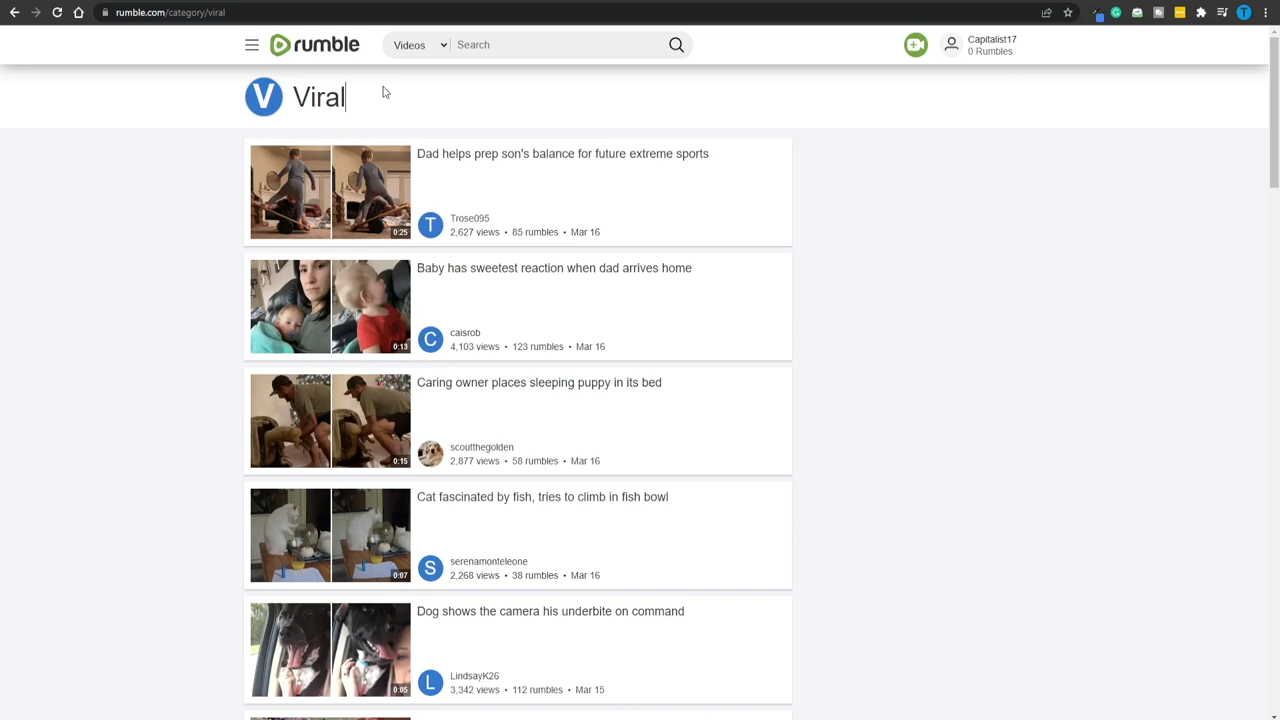 rumble.com/category/viral
T
rumble
Videos
Search
Capitalist17
0 Rumbles
V
Viral
Dad helps prep son's balance for future extreme sports
0:25
T
Trose095
2,627 views • 85 rumbles • Mar 16
Baby has sweetest reaction when dad arrives home
0:13
C
caisrob
4,103 views • 123 rumbles • Mar 16
Caring owner places sleeping puppy in its bed
0:15
scoutthegolden
2,877 views • 58 rumbles • Mar 16
Cat fascinated by fish, tries to climb in fish bowl
0:07
S
serenamonteleone
2,268 views • 38 rumbles • Mar 16
Dog shows the camera his underbite on command
0:05
L
LindsayK26
3,342 views • 112 rumbles • Mar 15